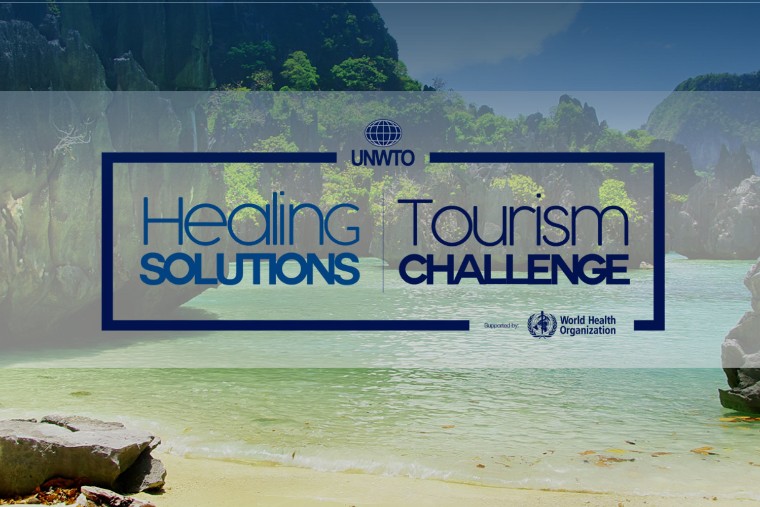 UNWTO
Healing
SOLUTIONS
Tourism
CHALLENGE
Supported by:
World Health
Organization